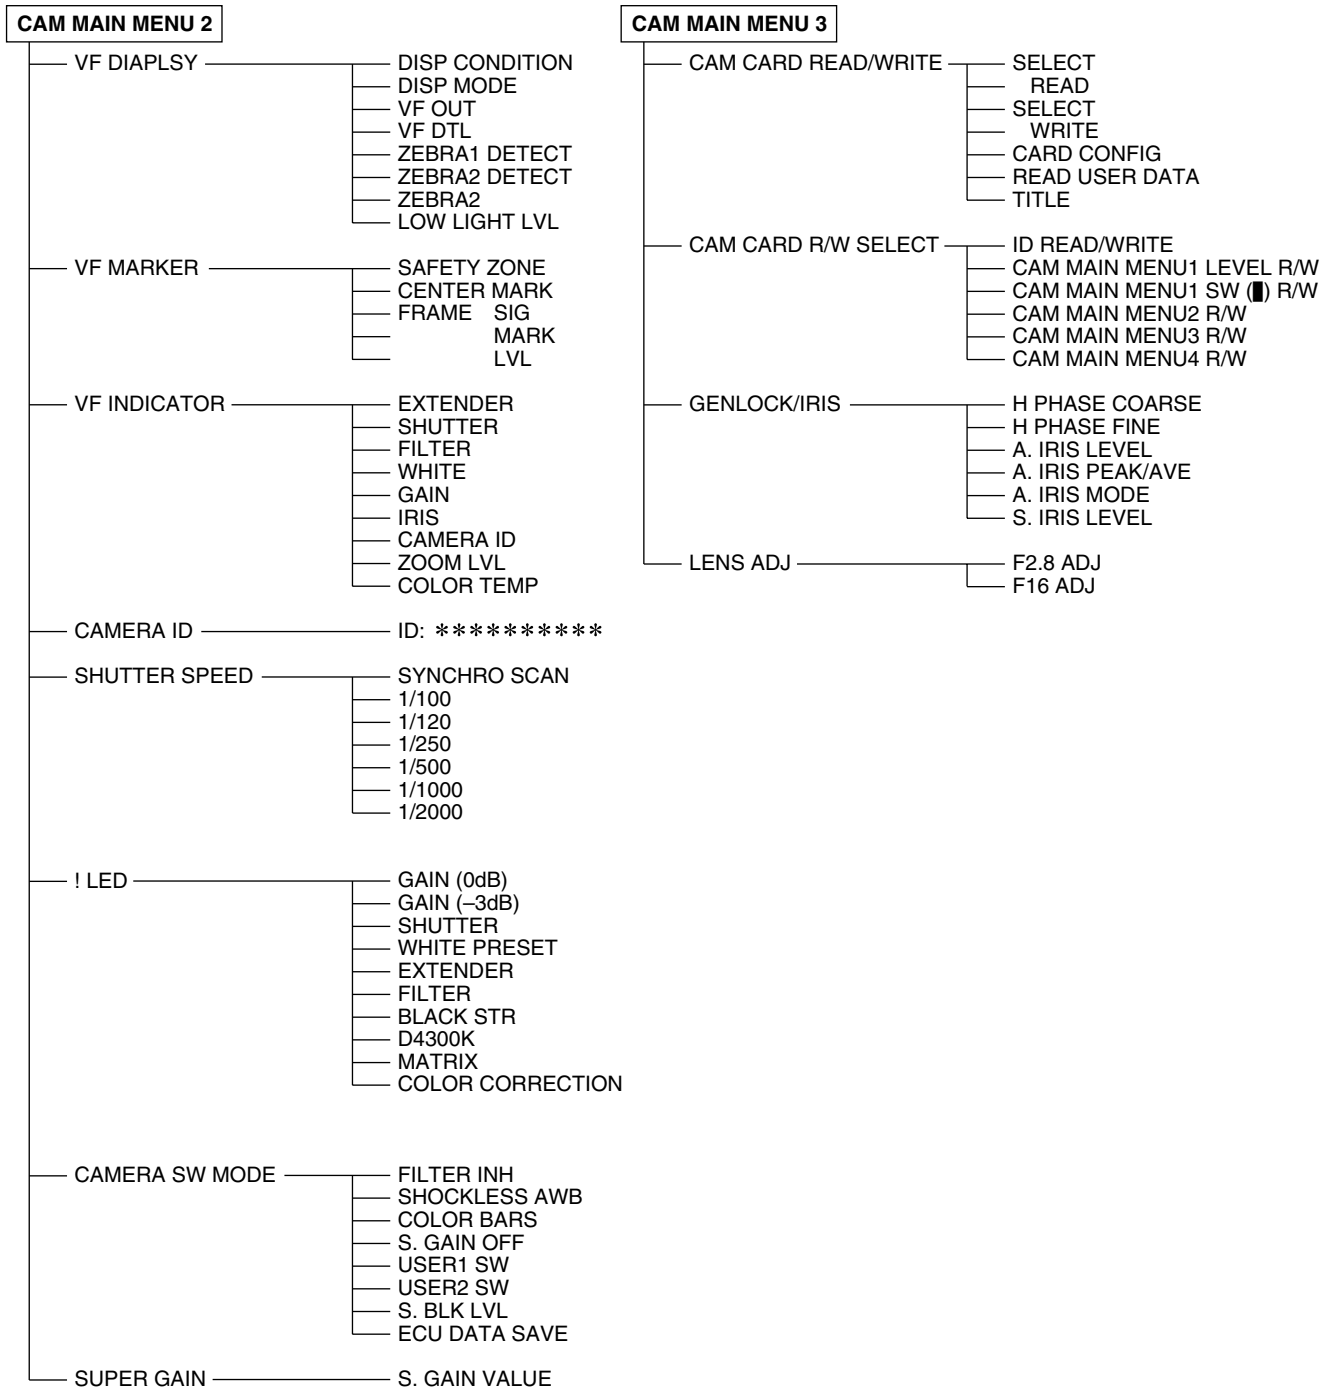 CAM MAIN MENU 2
VF DIAPLSY
DISP CONDITION
DISP MODE
VF OUT
VF DTL
ZEBRA1 DETECT
ZEBRA2 DETECT
ZEBRA2
LOW LIGHT LVL
VF MARKER
SAFETY ZONE
CENTER MARK
FRAME SIG
MARK
LVL
VF INDICATOR
EXTENDER
SHUTTER
FILTER
WHITE
GAIN
IRIS
CAMERA ID
ZOOM LVL
COLOR TEMP
CAMERA ID
ID: **********
SHUTTER SPEED
SYNCHRO SCAN
1/100
1/120
1/250
1/500
1/1000
1/2000
! LED
GAIN (0dB)
GAIN (–3dB)
SHUTTER
WHITE PRESET
EXTENDER
FILTER
BLACK STR
D4300K
MATRIX
COLOR CORRECTION
CAMERA SW MODE
FILTER INH
SHOCKLESS AWB
COLOR BARS
S. GAIN OFF
USER1 SW
USER2 SW
S. BLK LVL
ECU DATA SAVE
SUPER GAIN
S. GAIN VALUE
CAM MAIN MENU 3
CAM CARD READ/WRITE
SELECT
READ
SELECT
WRITE
CARD CONFIG
READ USER DATA
TITLE
CAM CARD R/W SELECT
ID READ/WRITE
CAM MAIN MENU1 LEVEL R/W
CAM MAIN MENU1 SW (▮) R/W
CAM MAIN MENU2 R/W
CAM MAIN MENU3 R/W
CAM MAIN MENU4 R/W
GENLOCK/IRIS
H PHASE COARSE
H PHASE FINE
A. IRIS LEVEL
A. IRIS PEAK/AVE
A. IRIS MODE
S. IRIS LEVEL
LENS ADJ
F2.8 ADJ
F16 ADJ